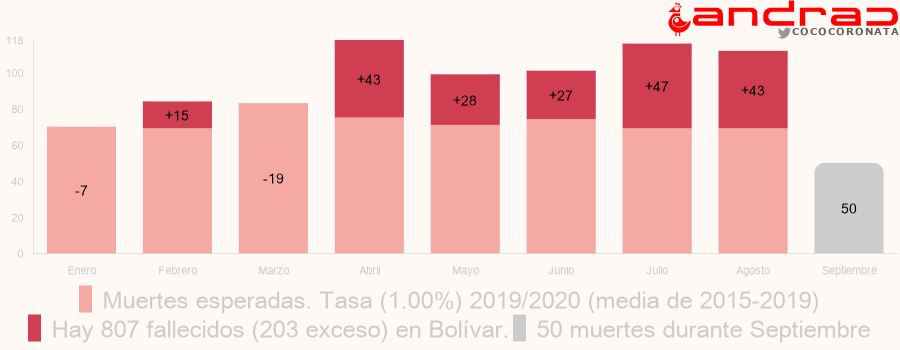 andrac
COCOCORONATA
118
100
80
60
40
20
0
-7
+15
-19
+43
+28
+27
+47
+43
50
Enero
Febrero
Marzo
Abril
Mayo
Junio
Julio
Agosto
Septiembre
Muertes esperadas. Tasa (1.00%) 2019/2020 (media de 2015-2019)
Hay 807 fallecidos (203 exceso) en Bolívar.
50 muertes durante Septiembre